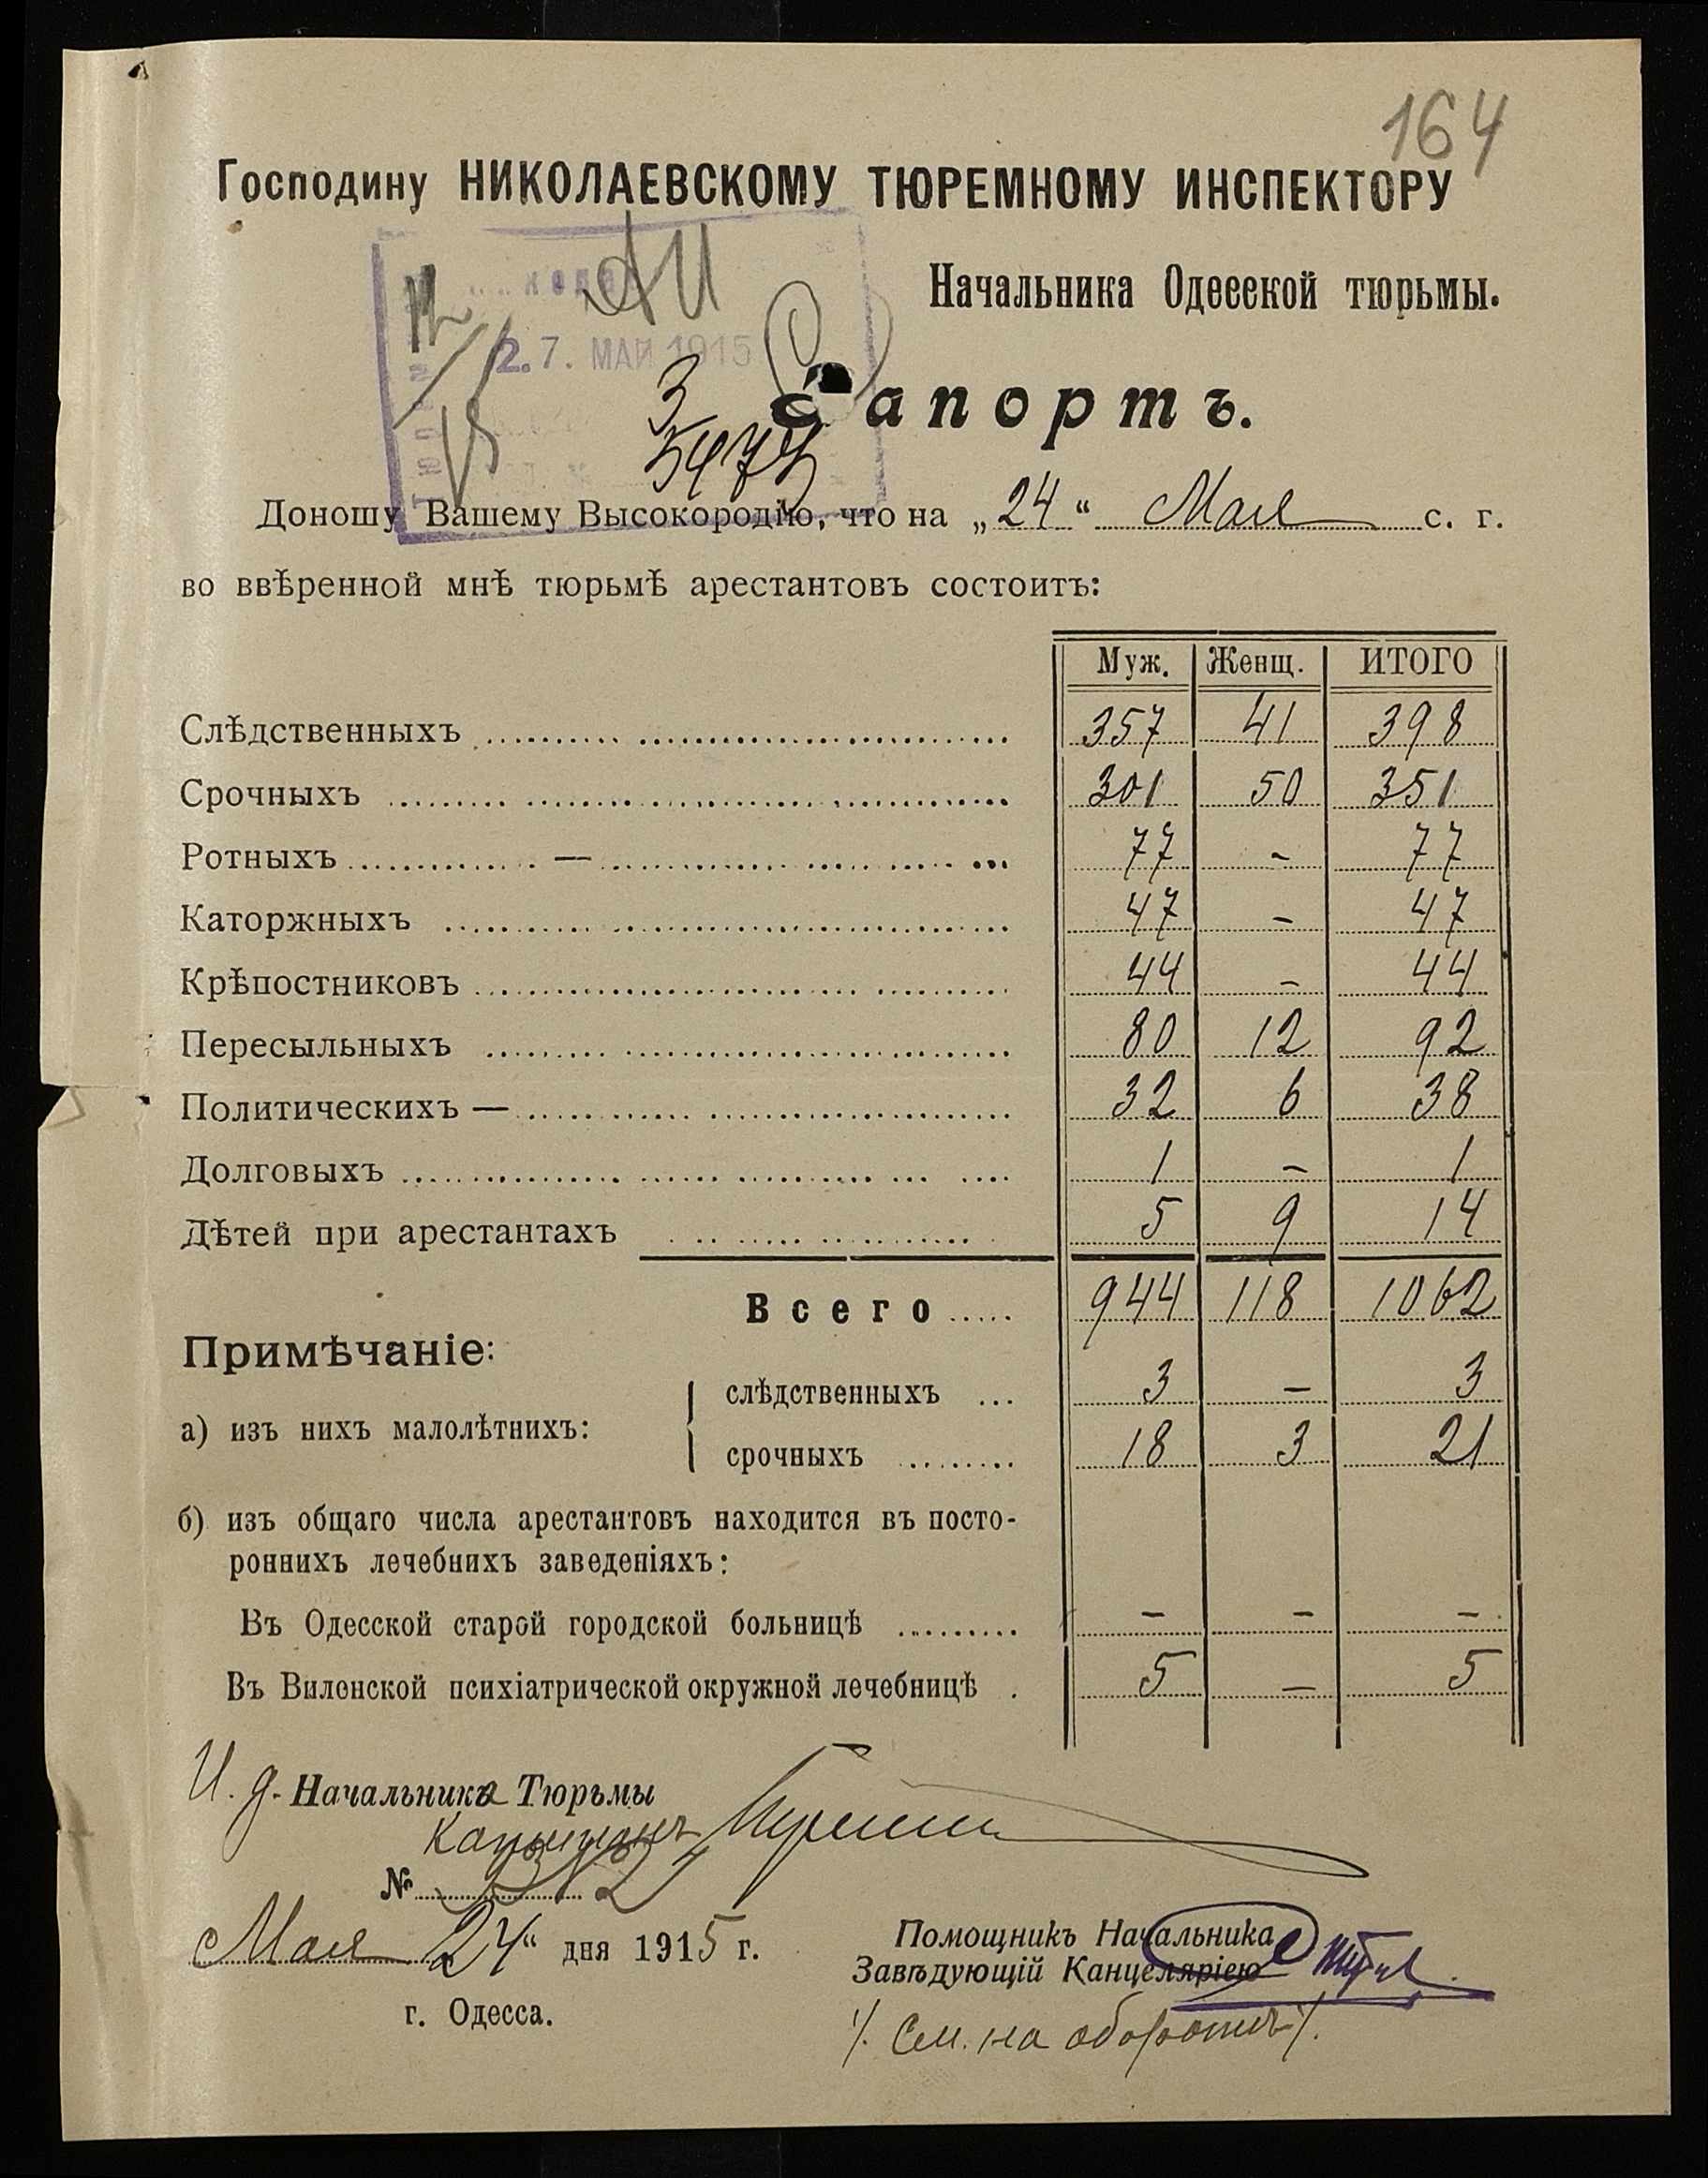 164
Господину НИКОЛАЕВСКОМУ ТЮРЕМНОМУ ИНСПЕКТОРУ
Начальника Одесской тюрьмы.
27. МАЙ 1915
3
5473
Рапортъ.
Доношу Вашему Высокородію, что на „24“ Мая с. г.
во ввѣренной мнѣ тюрьмѣ арестантовъ состоитъ:
Муж. Женщ. ИТОГО
Слѣдственныхъ 357 41 398
Срочныхъ 301 50 351
Ротныхъ — 77 - 77
Каторжныхъ 47 - 47
Крѣпостниковъ 44 - 44
Пересыльныхъ 80 12 92
Политическихъ — 32 6 38
Долговыхъ 1 - 1
Дѣтей при арестантахъ 5 9 14
Всего 944 118 1062
Примѣчаніе:
а) изъ нихъ малолѣтнихъ:
слѣдственныхъ 3 - 3
срочныхъ 18 3 21
б) изъ общаго числа арестантовъ находится въ посто-
роннихъ лечебнихъ заведеніяхъ:
Въ Одесской старой городской больницѣ - - -
Въ Виленской психіатрической окружной лечебницѣ 5 - 5
И. д. Начальника Тюрьмы
Капитанъ
№
Мая 24“ дня 1915 г.
г. Одесса.
Помощникъ Начальника
Завѣдующій Канцеляріею
/. См. на оборотѣ /.